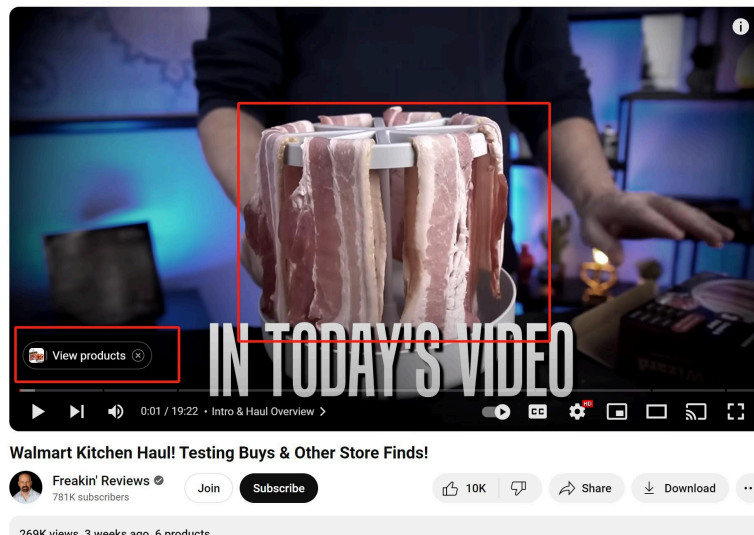 IN TODAY'S VIDEO
View products
0:01 / 19:22 • Intro & Haul Overview
CC
HD
Walmart Kitchen Haul! Testing Buys & Other Store Finds!
Freakin' Reviews
781K subscribers
Join
Subscribe
10K
Share
Download
269K views 3 weeks ago 6 products